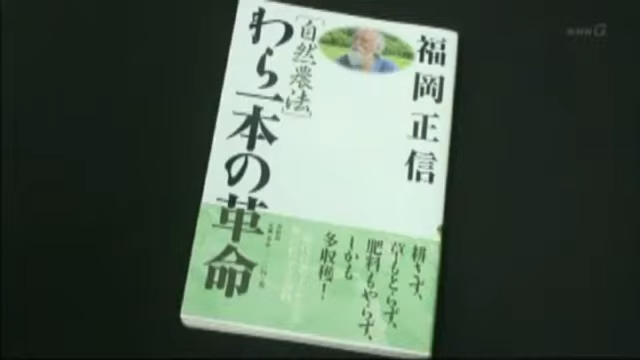 NHK G
福岡正信
[自然農法]
わら一本の革命
耕さず、
草もとらず、
肥料もやらず、
しかも
多収穫!